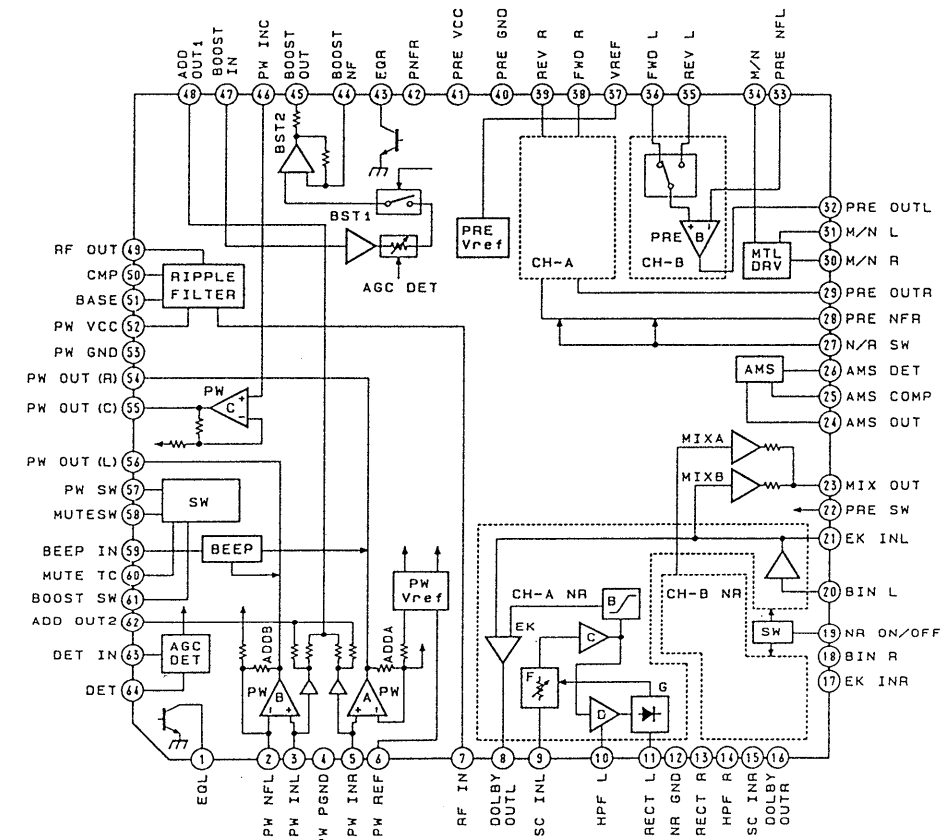 ADD OUT1
BOOST IN
PW INC
BOOST OUT
BOOST NF
EQR
PNFR
PRE VCC
PRE GND
REV R
FWD R
VREF
FWD L
REV L
M/N
PRE NFL
48
47
46
45
44
43
42
41
40
39
38
37
36
35
34
33
BST2
BST1
AGC DET
PRE Vref
CH-A
PRE
+ B -
CH-B
MTL DRV
32 PRE OUTL
31 M/N L
30 M/N R
29 PRE OUTR
28 PRE NFR
27 N/R SW
26 AMS DET
25 AMS COMP
24 AMS OUT
23 MIX OUT
22 PRE SW
21 EK INL
20 BIN L
19 NR ON/OFF
18 BIN R
17 EK INR
RF OUT 49
CMP 50
BASE 51
PW VCC 52
PW GND 53
PW OUT (R) 54
PW OUT (C) 55
PW OUT (L) 56
PW SW 57
MUTESW 58
BEEP IN 59
MUTE TC 60
BOOST SW 61
ADD OUT2 62
DET IN 63
DET 64
RIPPLE FILTER
PW
C + -
AMS
MIXA
MIXB
SW
BEEP
PW Vref
CH-A NR
B
EK
C
F
D
G
CH-B NR
SW
AGC DET
ADDB
ADDA
PW B - +
A PW + -
1
2
3
4
5
6
7
8
9
10
11
12
13
14
15
16
EQL
PW NFL
PW INL
PW PGND
PW INR
PW REF
RF IN
DOLBY OUTL
SC INL
HPF L
RECT L
NR GND
RECT R
HPF R
SC INR
DOLBY OUTR